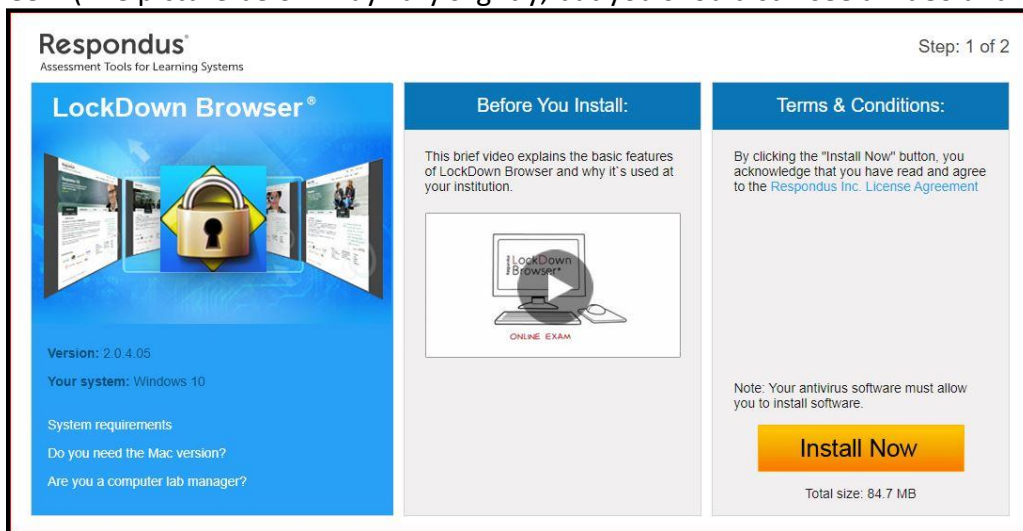 Respondus®
Assessment Tools for Learning Systems
Step: 1 of 2
LockDown Browser®
Version: 2.0.4.05
Your system: Windows 10
System requirements
Do you need the Mac version?
Are you a computer lab manager?
Before You Install:
This brief video explains the basic features
of LockDown Browser and why it`s used at
your institution.
LockDown
Browser
ONLINE EXAM
Terms & Conditions:
By clicking the "Install Now" button, you
acknowledge that you have read and agree
to the Respondus Inc. License Agreement
Note: Your antivirus software must allow
you to install software.
Install Now
Total size: 84.7 MB